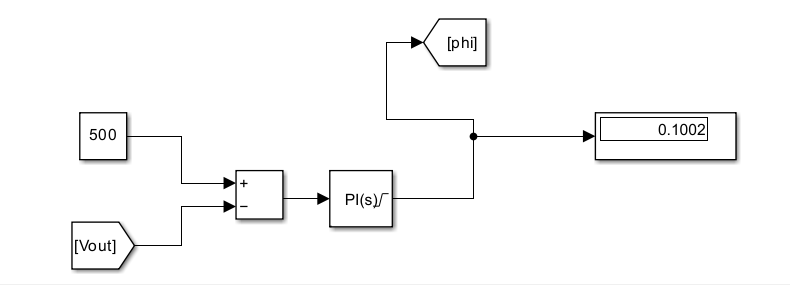 [phi]
500
0.1002
+
PI(s)
−
[Vout]